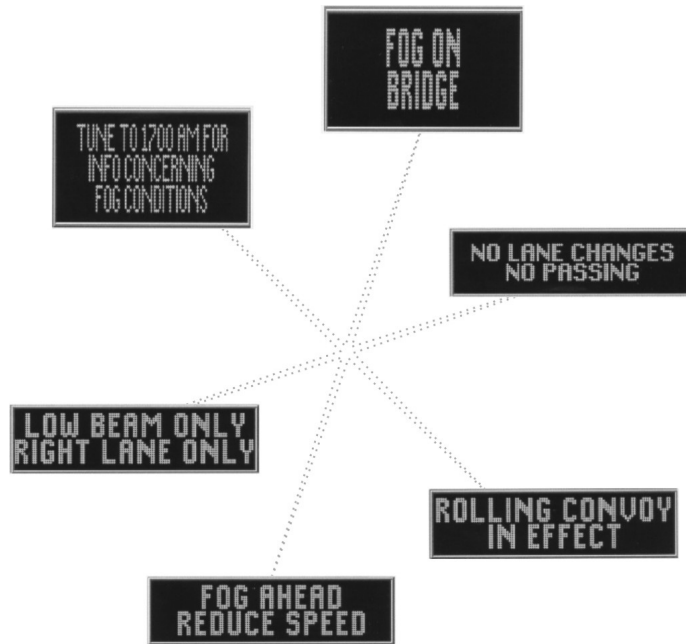 FOG ON
BRIDGE
TUNE TO 1700 AM FOR
INFO CONCERNING
FOG CONDITIONS
NO LANE CHANGES
NO PASSING
LOW BEAM ONLY
RIGHT LANE ONLY
ROLLING CONVOY
IN EFFECT
FOG AHEAD
REDUCE SPEED